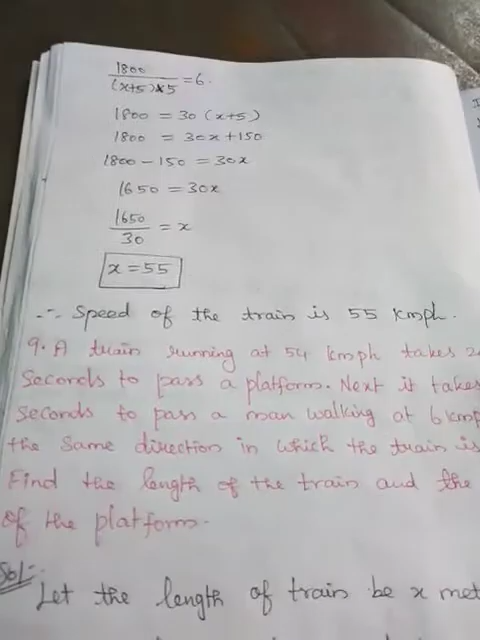 1800
(x+5)×5 = 6.
1800 = 30 (x+5)
1800 = 30x+150
1800 - 150 = 30x
1650 = 30x
1650
30 = x
x = 55
∴ Speed of the train is 55 kmph.
9. A train running at 54 kmph takes 2
Seconds to pass a platform. Next it takes
Seconds to pass a man walking at 6 kmp
the same direction in which the train is
Find the length of the train and the
of the platform.
Sol:-
Let the length of train be x met